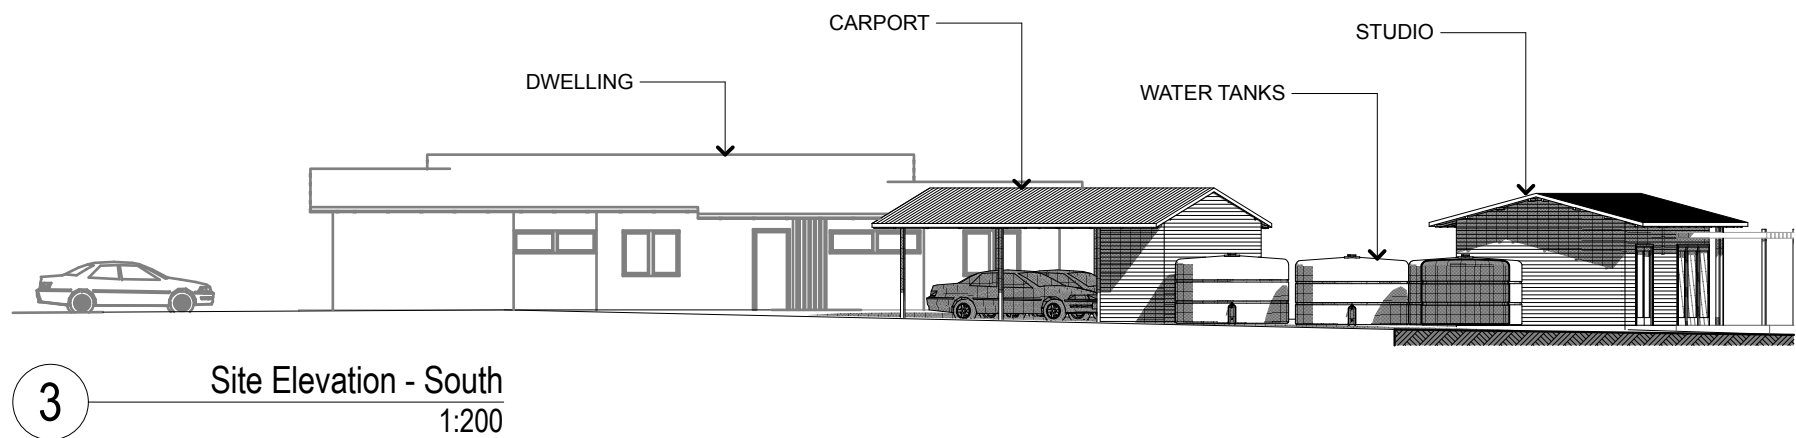 CARPORT
STUDIO
DWELLING
WATER TANKS
3
Site Elevation - South
1:200